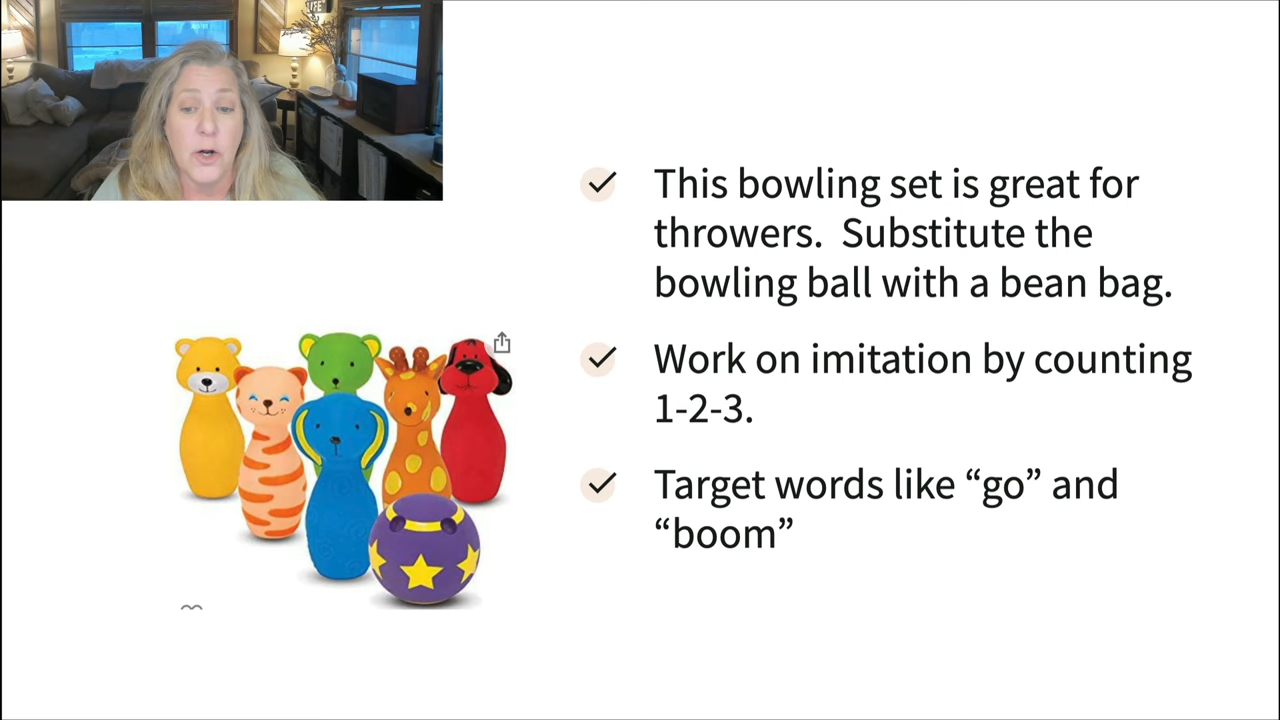 LIFE
This bowling set is great for
throwers.  Substitute the
bowling ball with a bean bag.
Work on imitation by counting
1-2-3.
Target words like “go” and
“boom”